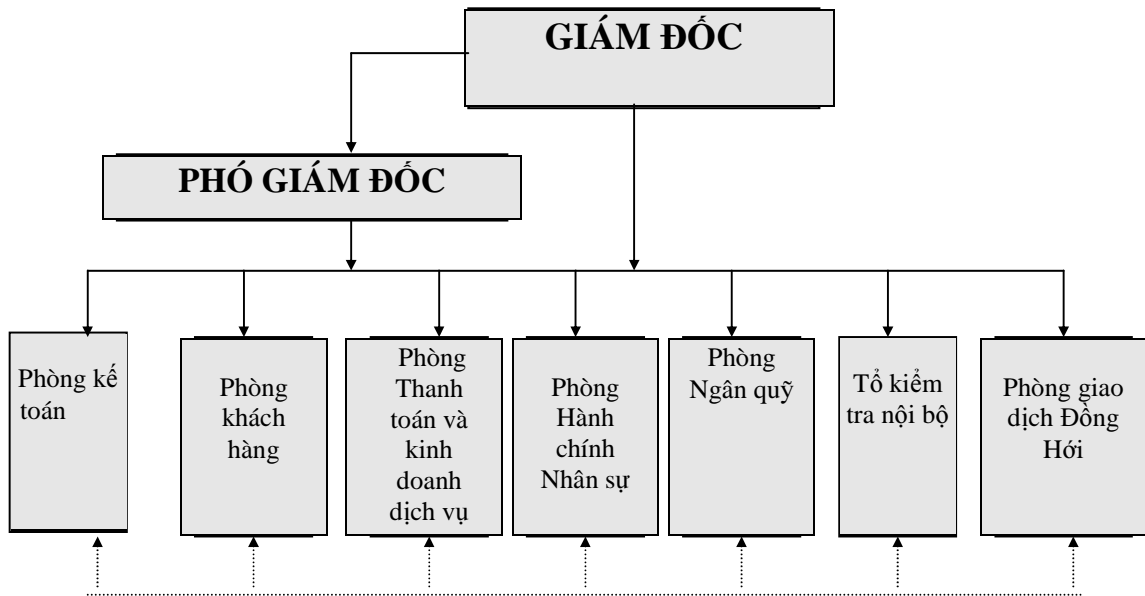 GIÁM ĐỐC
PHÓ GIÁM ĐỐC
Phòng kế
toán
Phòng
khách
hàng
Phòng
Thanh
toán và
kinh
doanh
dịch vụ
Phòng
Hành
chính
Nhân sự
Phòng
Ngân quỹ
Tổ kiểm
tra nội bộ
Phòng giao
dịch Đồng
Hới